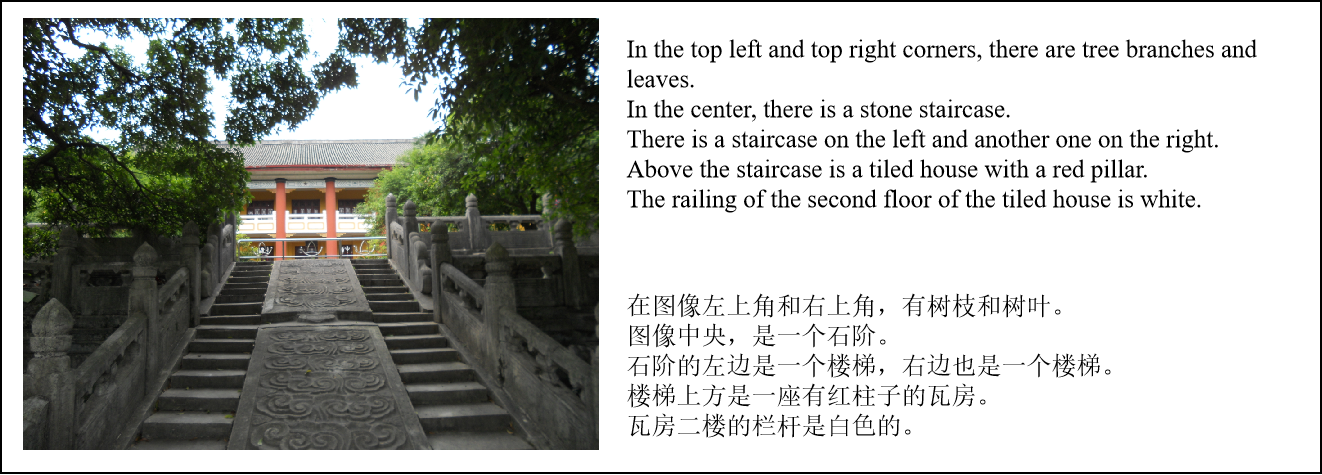 In the top left and top right corners, there are tree branches and
leaves.
In the center, there is a stone staircase.
There is a staircase on the left and another one on the right.
Above the staircase is a tiled house with a red pillar.
The railing of the second floor of the tiled house is white.
在图像左上角和右上角，有树枝和树叶。
图像中央，是一个石阶。
石阶的左边是一个楼梯，右边也是一个楼梯。
楼梯上方是一座有红柱子的瓦房。
瓦房二楼的栏杆是白色的。